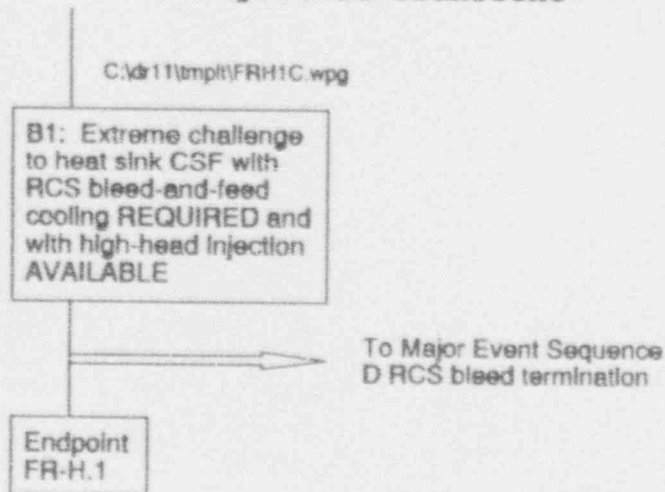 C:\dr11\tmplt\FRH1C.wpg
B1: Extreme challenge
to heat sink CSF with
RCS bleed-and-feed
cooling REQUIRED and
with high-head injection
AVAILABLE
To Major Event Sequence
D RCS bleed termination
Endpoint
FR-H.1